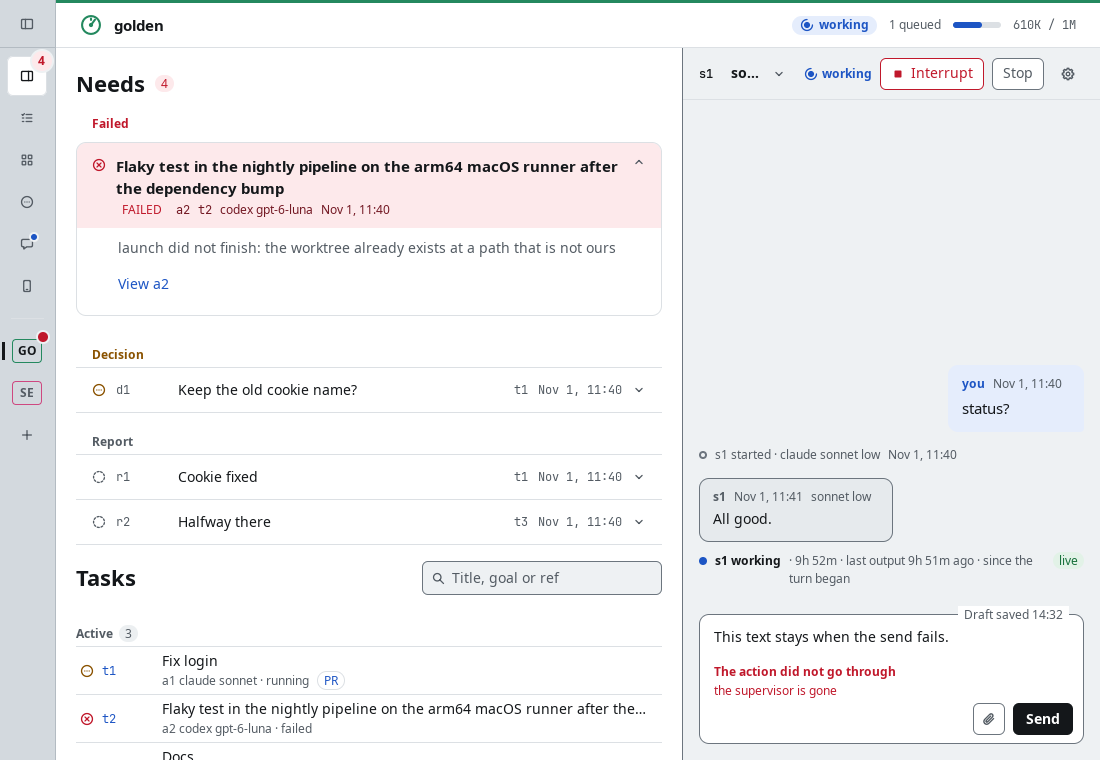 golden
working
1 queued
610K / 1M
4
GO
SE
Needs 4
Failed
Flaky test in the nightly pipeline on the arm64 macOS runner after
the dependency bump
FAILED a2 t2 codex gpt-6-luna Nov 1, 11:40
launch did not finish: the worktree already exists at a path that is not ours
View a2
Decision
d1 Keep the old cookie name? t1 Nov 1, 11:40
Report
r1 Cookie fixed t1 Nov 1, 11:40
r2 Halfway there t3 Nov 1, 11:40
Tasks
Title, goal or ref
Active 3
t1 Fix login
a1 claude sonnet · running PR
t2 Flaky test in the nightly pipeline on the arm64 macOS runner after the...
a2 codex gpt-6-luna · failed
Docs
s1 so... working Interrupt Stop
you Nov 1, 11:40
status?
s1 started · claude sonnet low Nov 1, 11:40
s1 Nov 1, 11:41 sonnet low
All good.
s1 working · 9h 52m · last output 9h 51m ago · since the
turn began
live
Draft saved 14:32
This text stays when the send fails.
The action did not go through
the supervisor is gone
Send